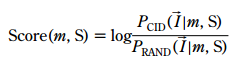 Score(m, S) = log P_CID(I⃗|m, S) / P_RAND(I⃗|m, S)